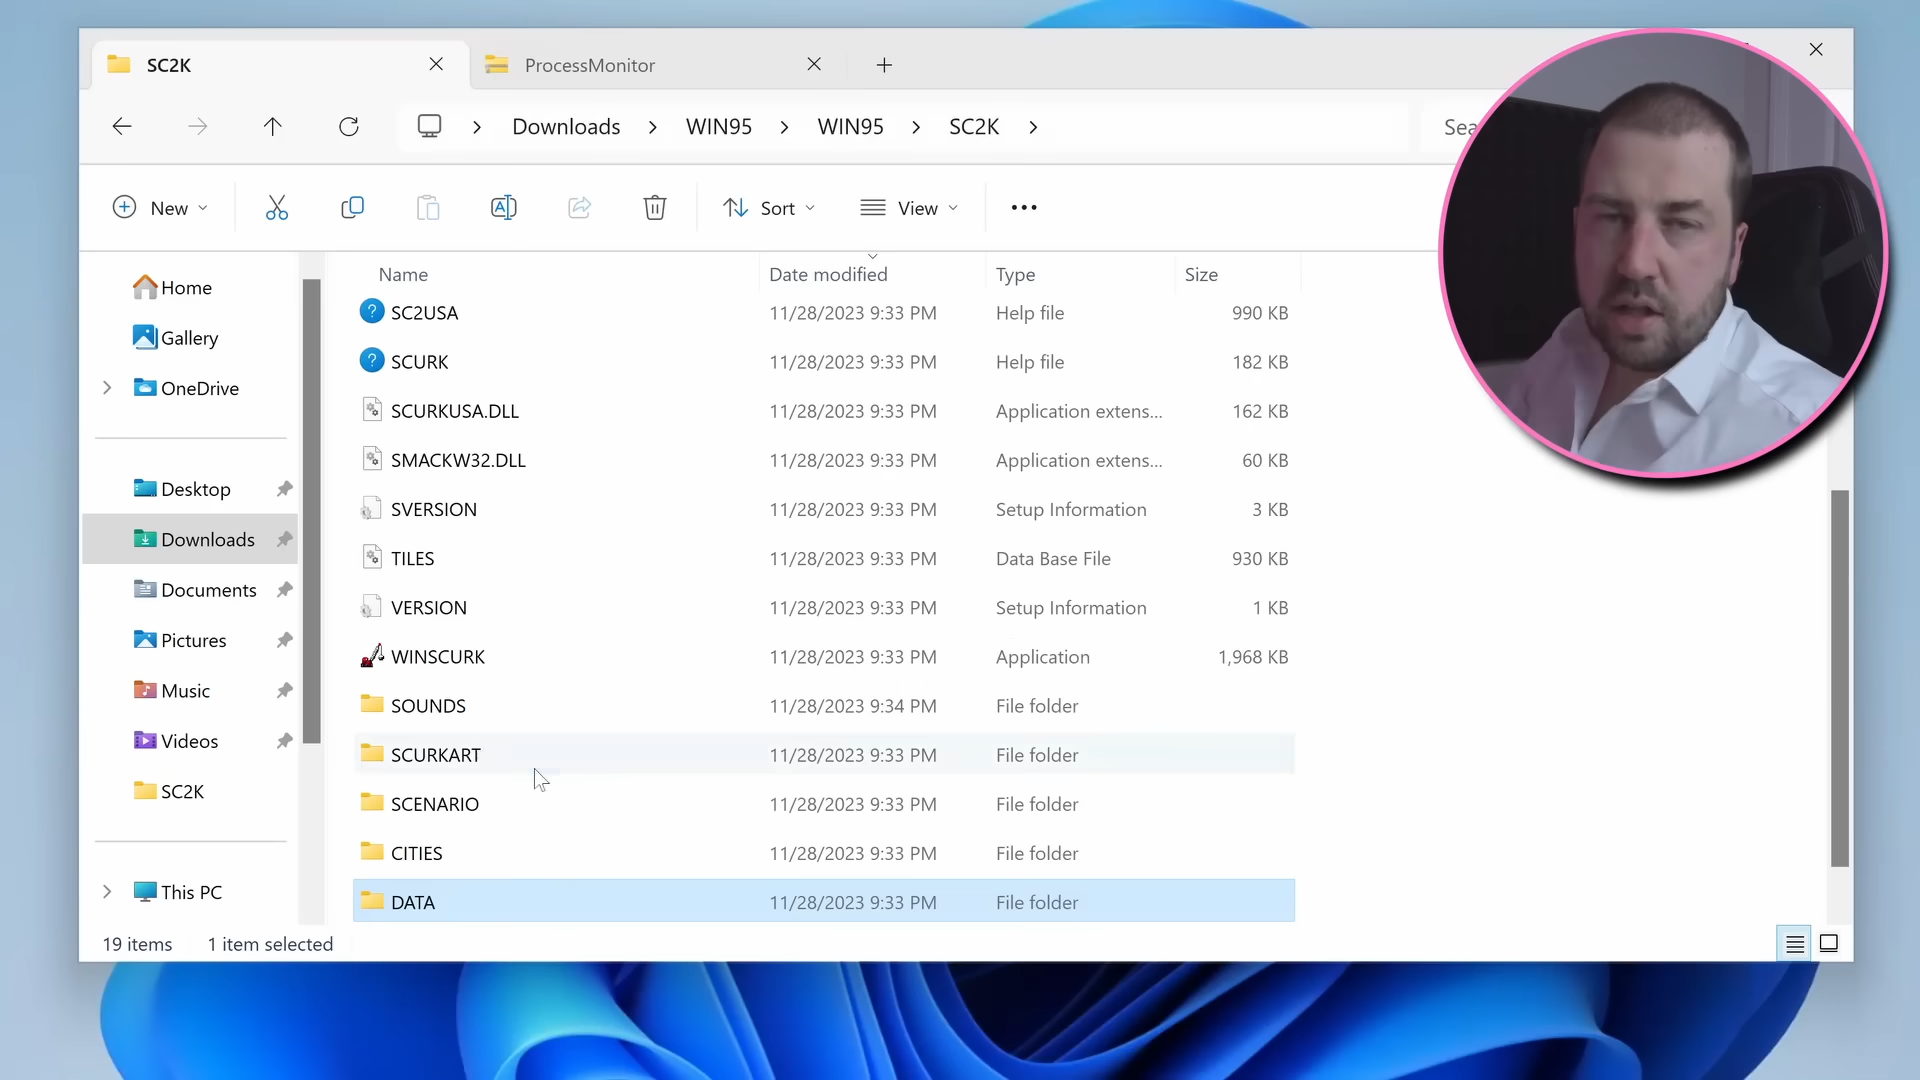 SC2K
ProcessMonitor
Downloads WIN95 WIN95 SC2K
Sea
New Sort View
Name Date modified Type Size
SC2USA 11/28/2023 9:33 PM Help file 990 KB
SCURK 11/28/2023 9:33 PM Help file 182 KB
SCURKUSA.DLL 11/28/2023 9:33 PM Application extens... 162 KB
SMACKW32.DLL 11/28/2023 9:33 PM Application extens... 60 KB
SVERSION 11/28/2023 9:33 PM Setup Information 3 KB
TILES 11/28/2023 9:33 PM Data Base File 930 KB
VERSION 11/28/2023 9:33 PM Setup Information 1 KB
WINSCURK 11/28/2023 9:33 PM Application 1,968 KB
SOUNDS 11/28/2023 9:34 PM File folder
SCURKART 11/28/2023 9:33 PM File folder
SCENARIO 11/28/2023 9:33 PM File folder
CITIES 11/28/2023 9:33 PM File folder
DATA 11/28/2023 9:33 PM File folder
Home
Gallery
OneDrive
Desktop
Downloads
Documents
Pictures
Music
Videos
SC2K
This PC
19 items 1 item selected